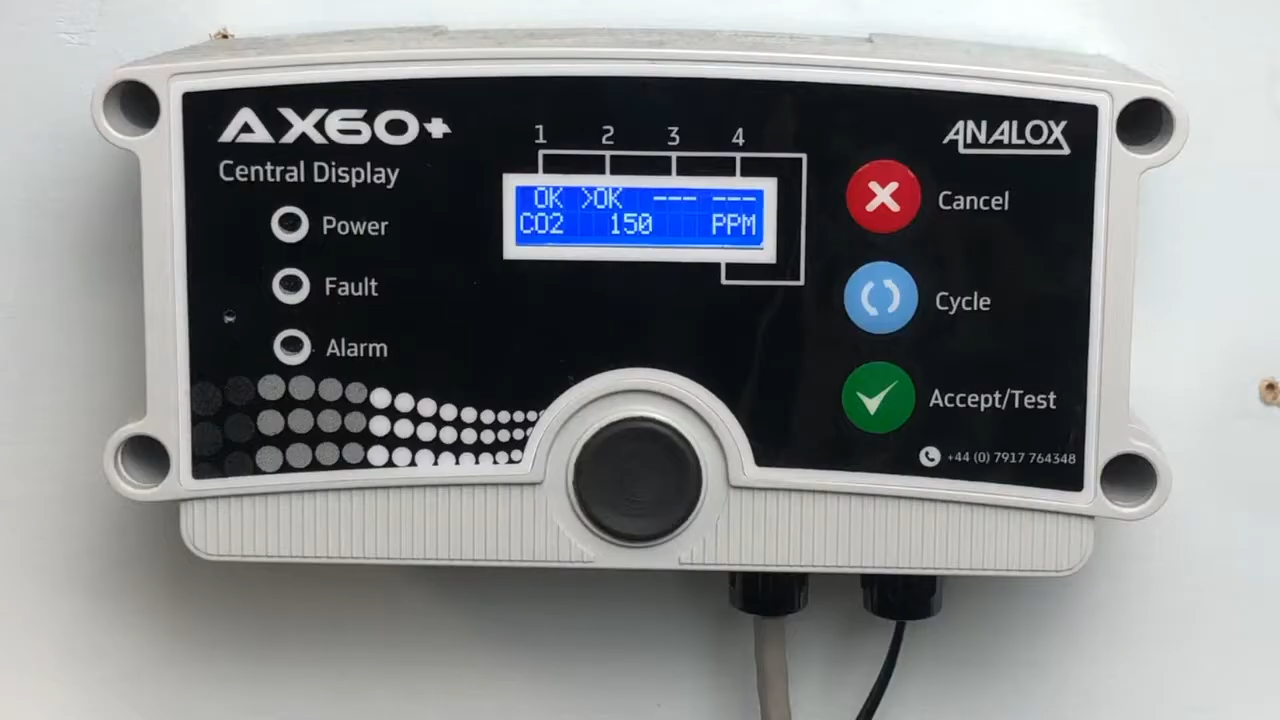 AX60+
Central Display
Power
Fault
Alarm
1 2 3 4
OK >OK --- ---
CO2 150 PPM
ANALOX
Cancel
Cycle
Accept/Test
+44 (0) 7917 764348